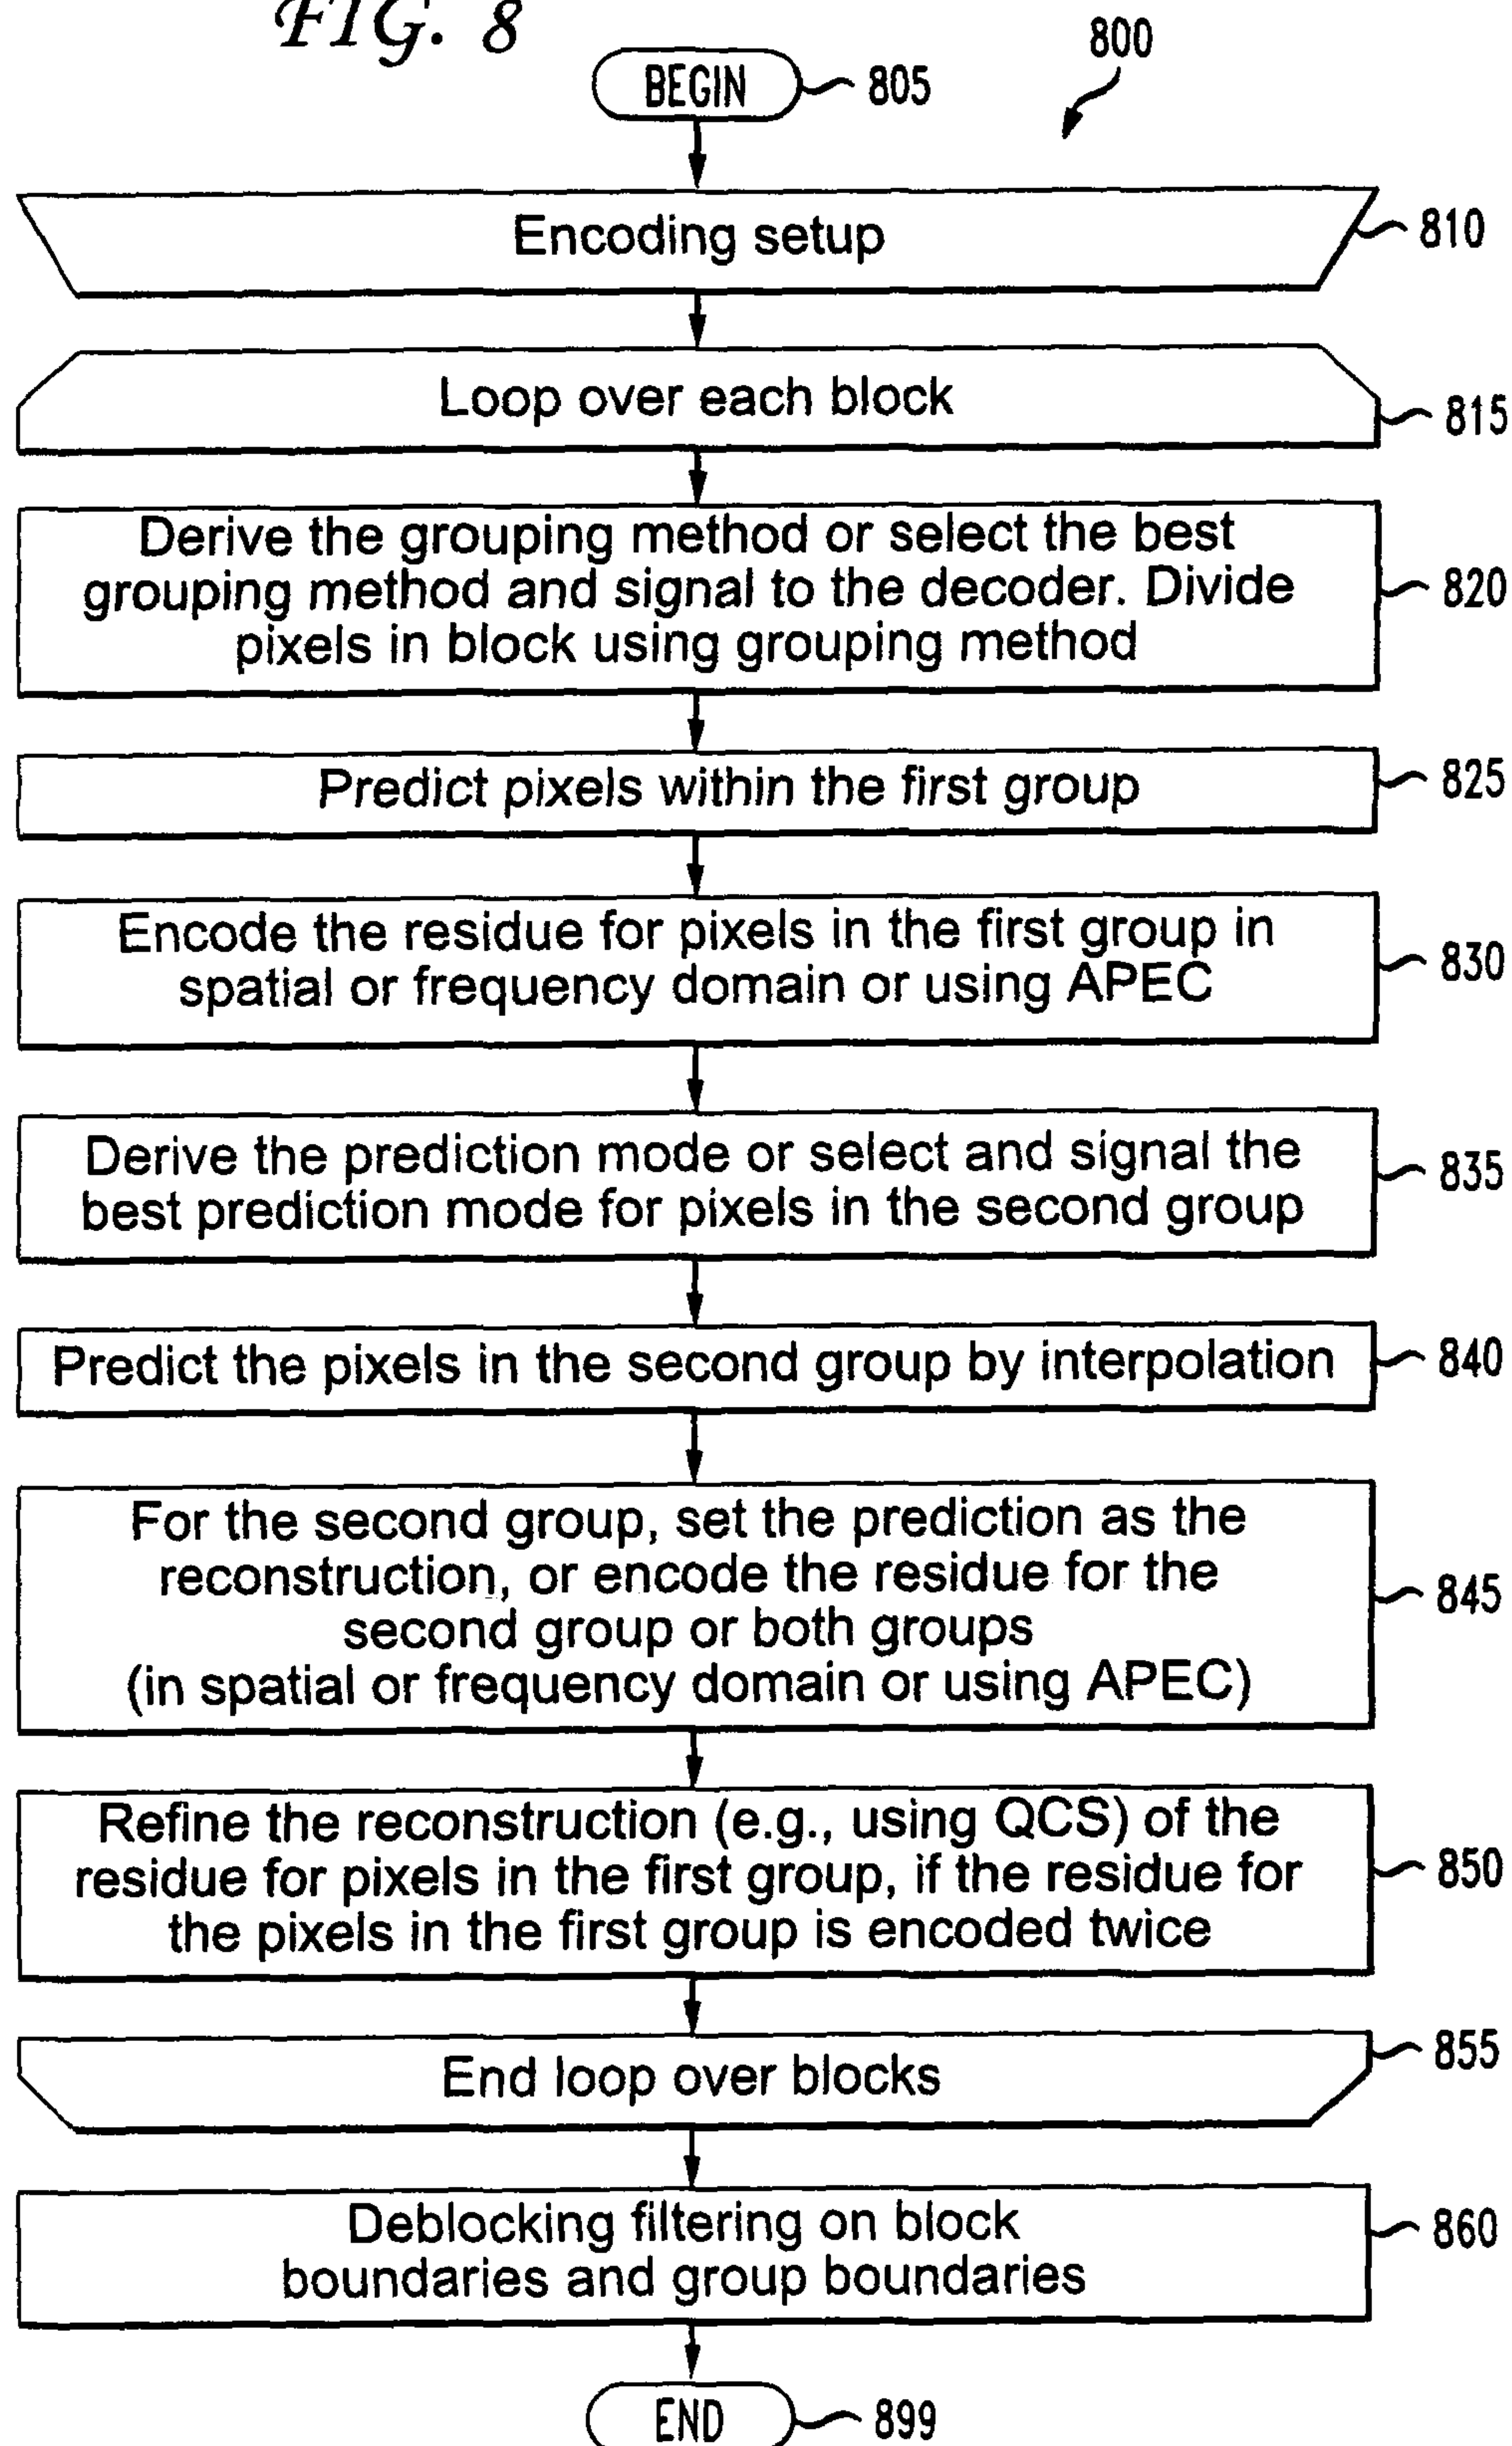 FIG. 8
800
BEGIN 805
Encoding setup 810
Loop over each block 815
Derive the grouping method or select the best
grouping method and signal to the decoder. Divide 820
pixels in block using grouping method
Predict pixels within the first group 825
Encode the residue for pixels in the first group in 830
spatial or frequency domain or using APEC
Derive the prediction mode or select and signal the 835
best prediction mode for pixels in the second group
Predict the pixels in the second group by interpolation 840
For the second group, set the prediction as the
reconstruction, or encode the residue for the 845
second group or both groups
(in spatial or frequency domain or using APEC)
Refine the reconstruction (e.g., using QCS) of the
residue for pixels in the first group, if the residue for 850
the pixels in the first group is encoded twice
End loop over blocks 855
Deblocking filtering on block 860
boundaries and group boundaries
END 899